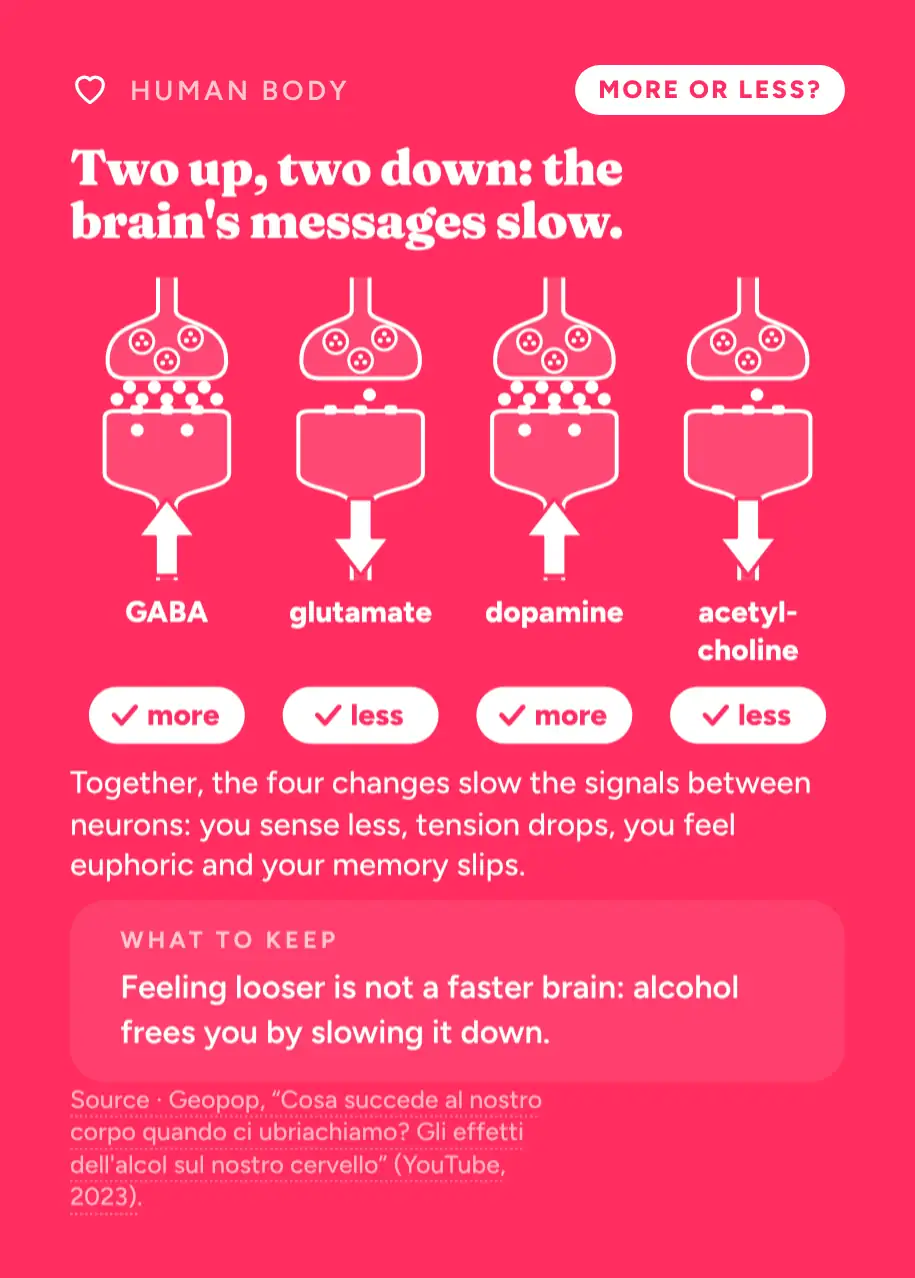 HUMAN BODY
MORE OR LESS?
Two up, two down: the
brain's messages slow.
GABA
glutamate
dopamine
acetyl-
choline
more
less
more
less
Together, the four changes slow the signals between
neurons: you sense less, tension drops, you feel
euphoric and your memory slips.
WHAT TO KEEP
Feeling looser is not a faster brain: alcohol
frees you by slowing it down.
Source · Geopop, “Cosa succede al nostro
corpo quando ci ubriachiamo? Gli effetti
dell'alcol sul nostro cervello” (YouTube,
2023).